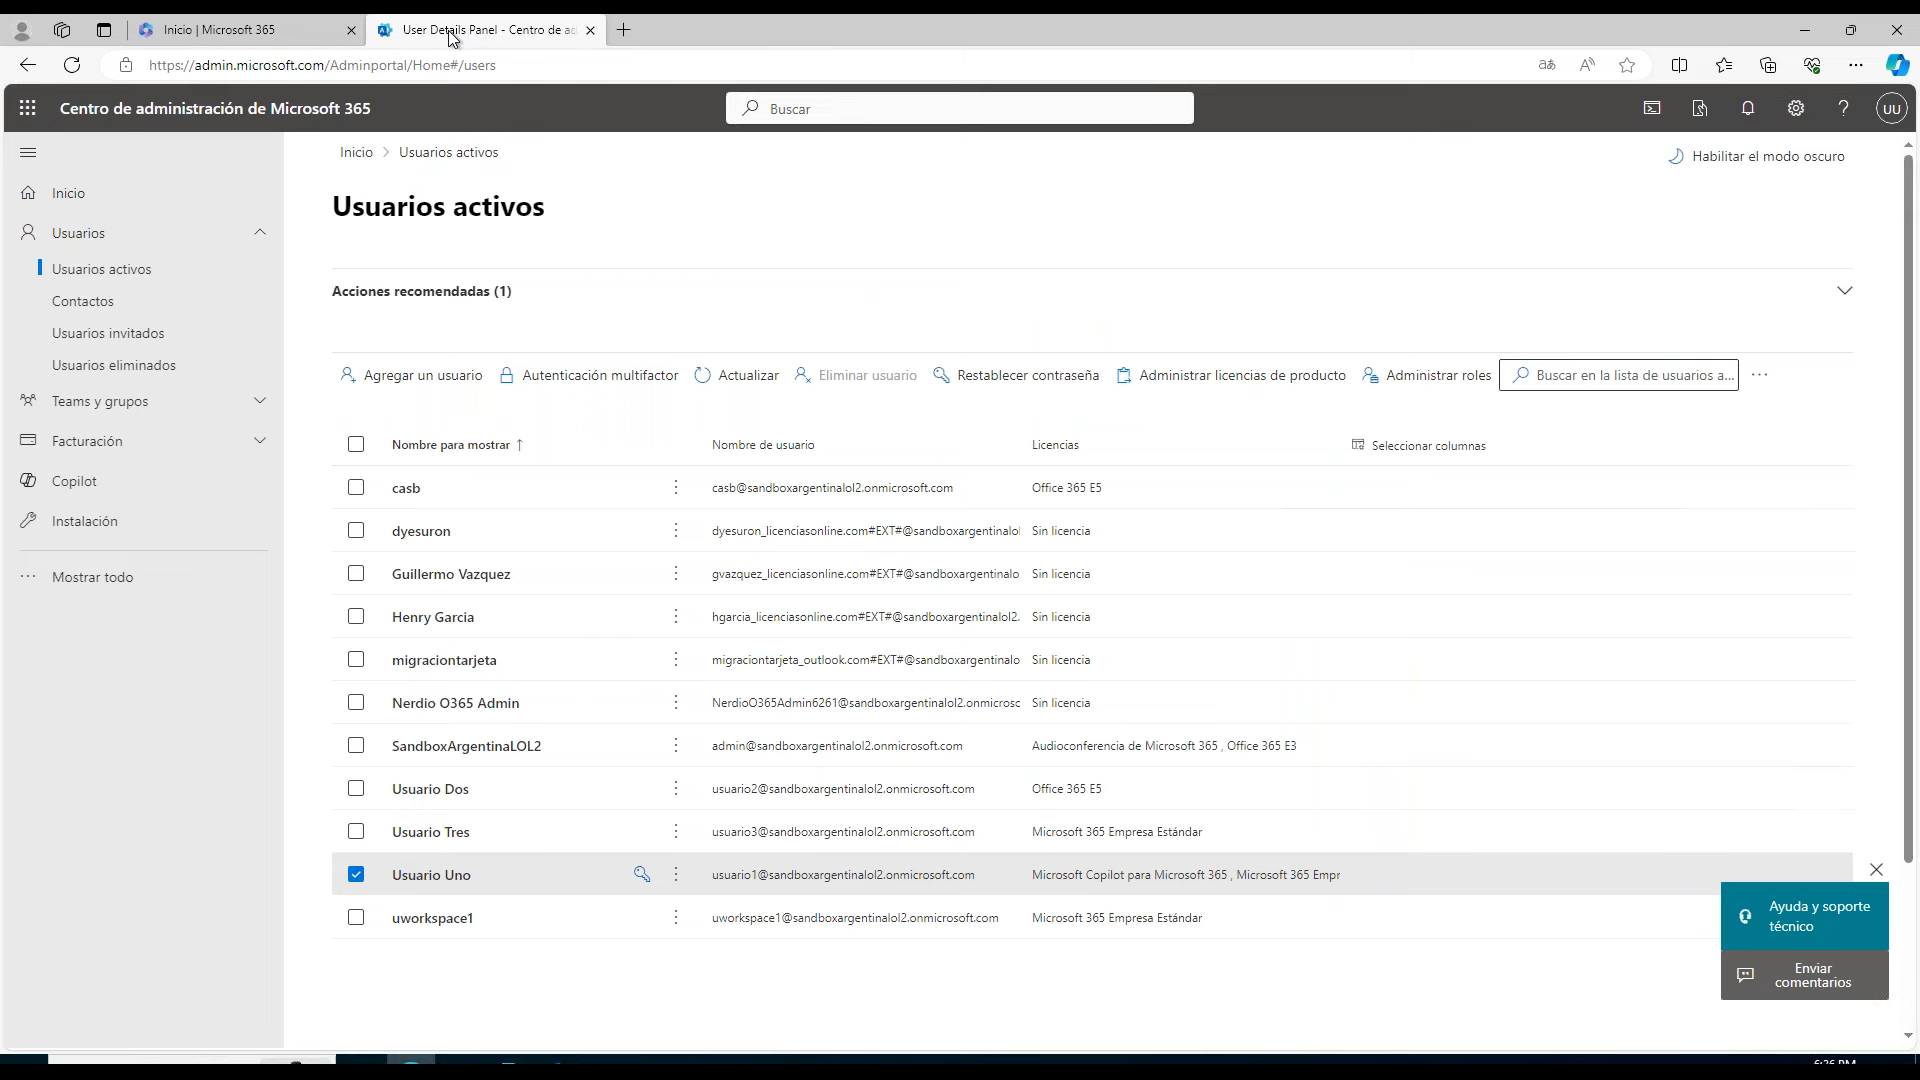 Inicio | Microsoft 365
User Details Panel - Centro de ad
https://admin.microsoft.com/Adminportal/Home#/users
Centro de administración de Microsoft 365
Buscar
UU
Inicio
Usuarios
Usuarios activos
Contactos
Usuarios invitados
Usuarios eliminados
Teams y grupos
Facturación
Copilot
Instalación
Mostrar todo
Inicio > Usuarios activos
Habilitar el modo oscuro
Usuarios activos
Acciones recomendadas (1)
Agregar un usuario Autenticación multifactor Actualizar Eliminar usuario Restablecer contraseña Administrar licencias de producto Administrar roles Buscar en la lista de usuarios a...
Nombre para mostrar ↑ Nombre de usuario Licencias Seleccionar columnas
casb casb@sandboxargentinalol2.onmicrosoft.com Office 365 E5
dyesuron dyesuron_licenciasonline.com#EXT#@sandboxargentinalol Sin licencia
Guillermo Vazquez gvazquez_licenciasonline.com#EXT#@sandboxargentinalo Sin licencia
Henry Garcia hgarcia_licenciasonline.com#EXT#@sandboxargentinalol2. Sin licencia
migraciontarjeta migraciontarjeta_outlook.com#EXT#@sandboxargentinalo Sin licencia
Nerdio O365 Admin NerdioO365Admin6261@sandboxargentinalol2.onmicrosc Sin licencia
SandboxArgentinaLOL2 admin@sandboxargentinalol2.onmicrosoft.com Audioconferencia de Microsoft 365 , Office 365 E3
Usuario Dos usuario2@sandboxargentinalol2.onmicrosoft.com Office 365 E5
Usuario Tres usuario3@sandboxargentinalol2.onmicrosoft.com Microsoft 365 Empresa Estándar
Usuario Uno usuario1@sandboxargentinalol2.onmicrosoft.com Microsoft Copilot para Microsoft 365 , Microsoft 365 Empr
uworkspace1 uworkspace1@sandboxargentinalol2.onmicrosoft.com Microsoft 365 Empresa Estándar
Ayuda y soporte
técnico
Enviar
comentarios